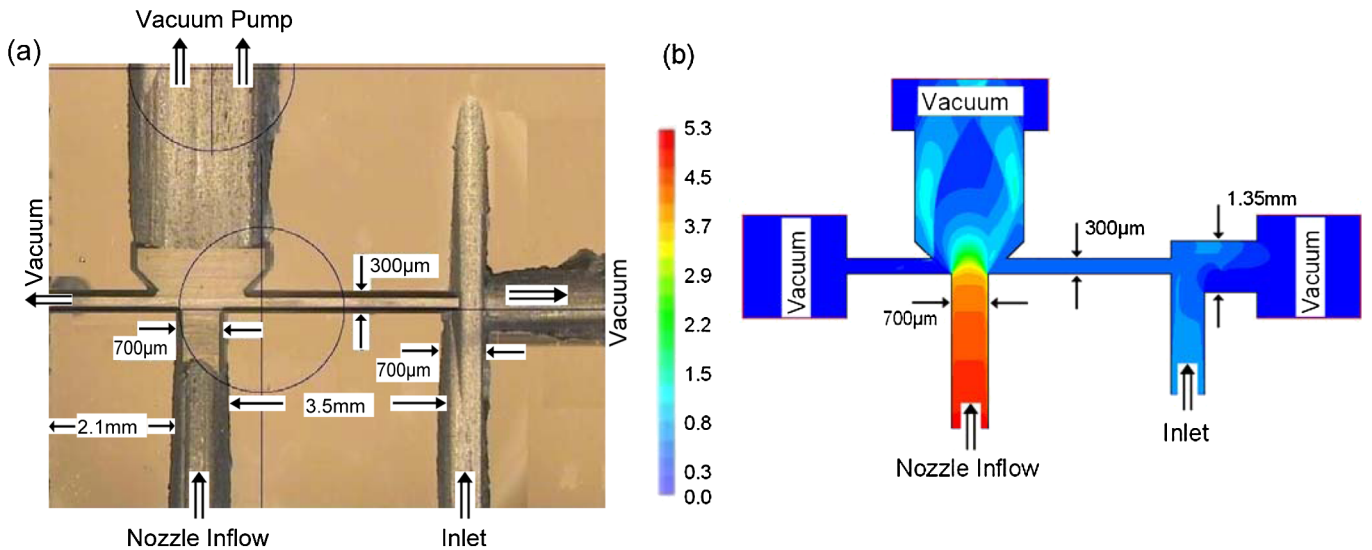 (a)
Vacuum Pump
Vacuum
300µm
Vacuum
700µm
700µm
3.5mm
2.1mm
Nozzle Inflow
Inlet
(b)
5.3
4.5
3.7
2.9
2.2
1.5
0.8
0.3
0.0
Vacuum
1.35mm
300µm
Vacuum
Vacuum
700µm
Nozzle Inflow
Inlet